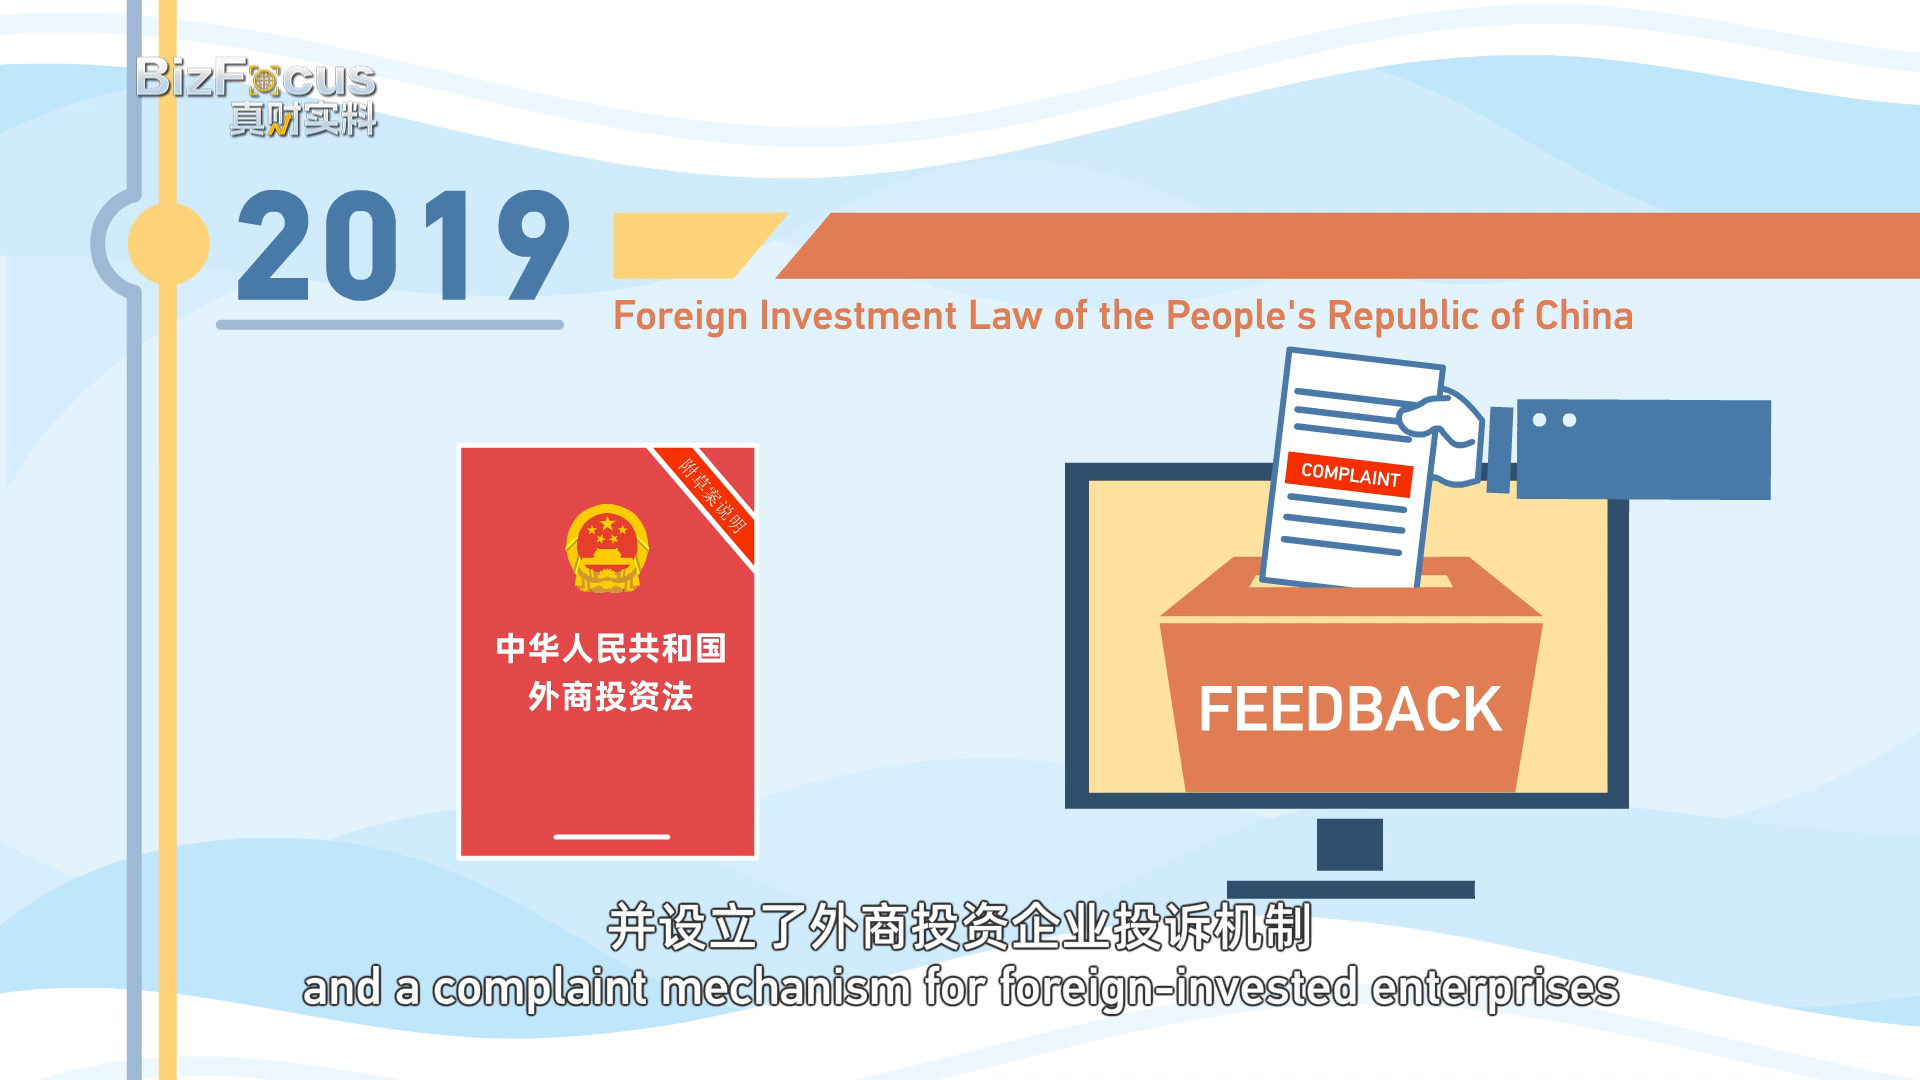 BizFocus
真财实料
2019
Foreign Investment Law of the People's Republic of China
COMPLAINT
附草案说明
中华人民共和国
外商投资法
FEEDBACK
并设立了外商投资企业投诉机制
and a complaint mechanism for foreign-invested enterprises